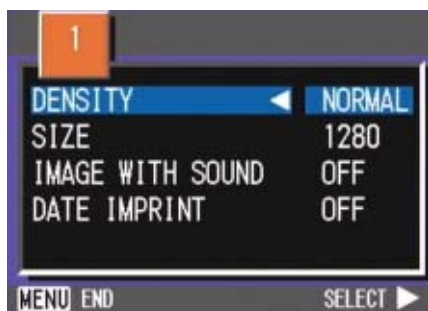 1
DENSITY ◀ NORMAL
SIZE 1280
IMAGE WITH SOUND OFF
DATE IMPRINT OFF
MENU END SELECT ▶